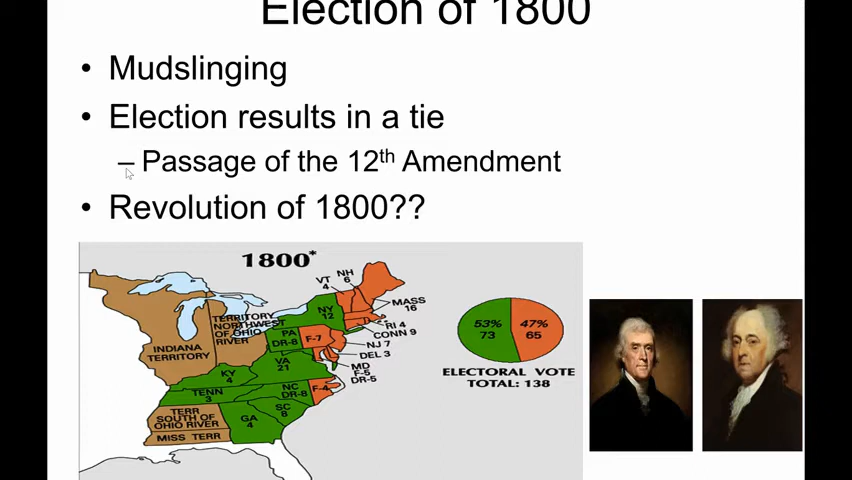 Election of 1800
• Mudslinging
• Election results in a tie
– Passage of the 12th Amendment
• Revolution of 1800??
1800*
VT
4
NH
6
MASS
16
NY
12
RI 4
CONN 9
NJ 7
DEL 3
MD
F-5
DR-5
PA
DR-8
F-7
TERRITORY
NORTHWEST
OF OHIO
RIVER
INDIANA
TERRITORY
VA
21
KY
4
NC
DR-8
F-4
TENN
3
SC
8
GA
4
TERR
SOUTH OF
OHIO RIVER
MISS TERR
53%
73
47%
65
ELECTORAL VOTE
TOTAL: 138